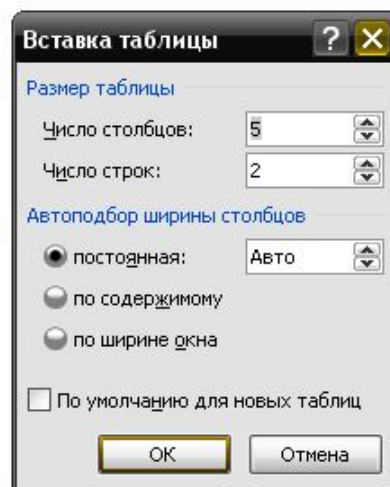 Вставка таблицы ?
Размер таблицы
Число столбцов: 5
Число строк: 2
Автоподбор ширины столбцов
постоянная: Авто
по содержимому
по ширине окна
По умолчанию для новых таблиц
ОК Отмена